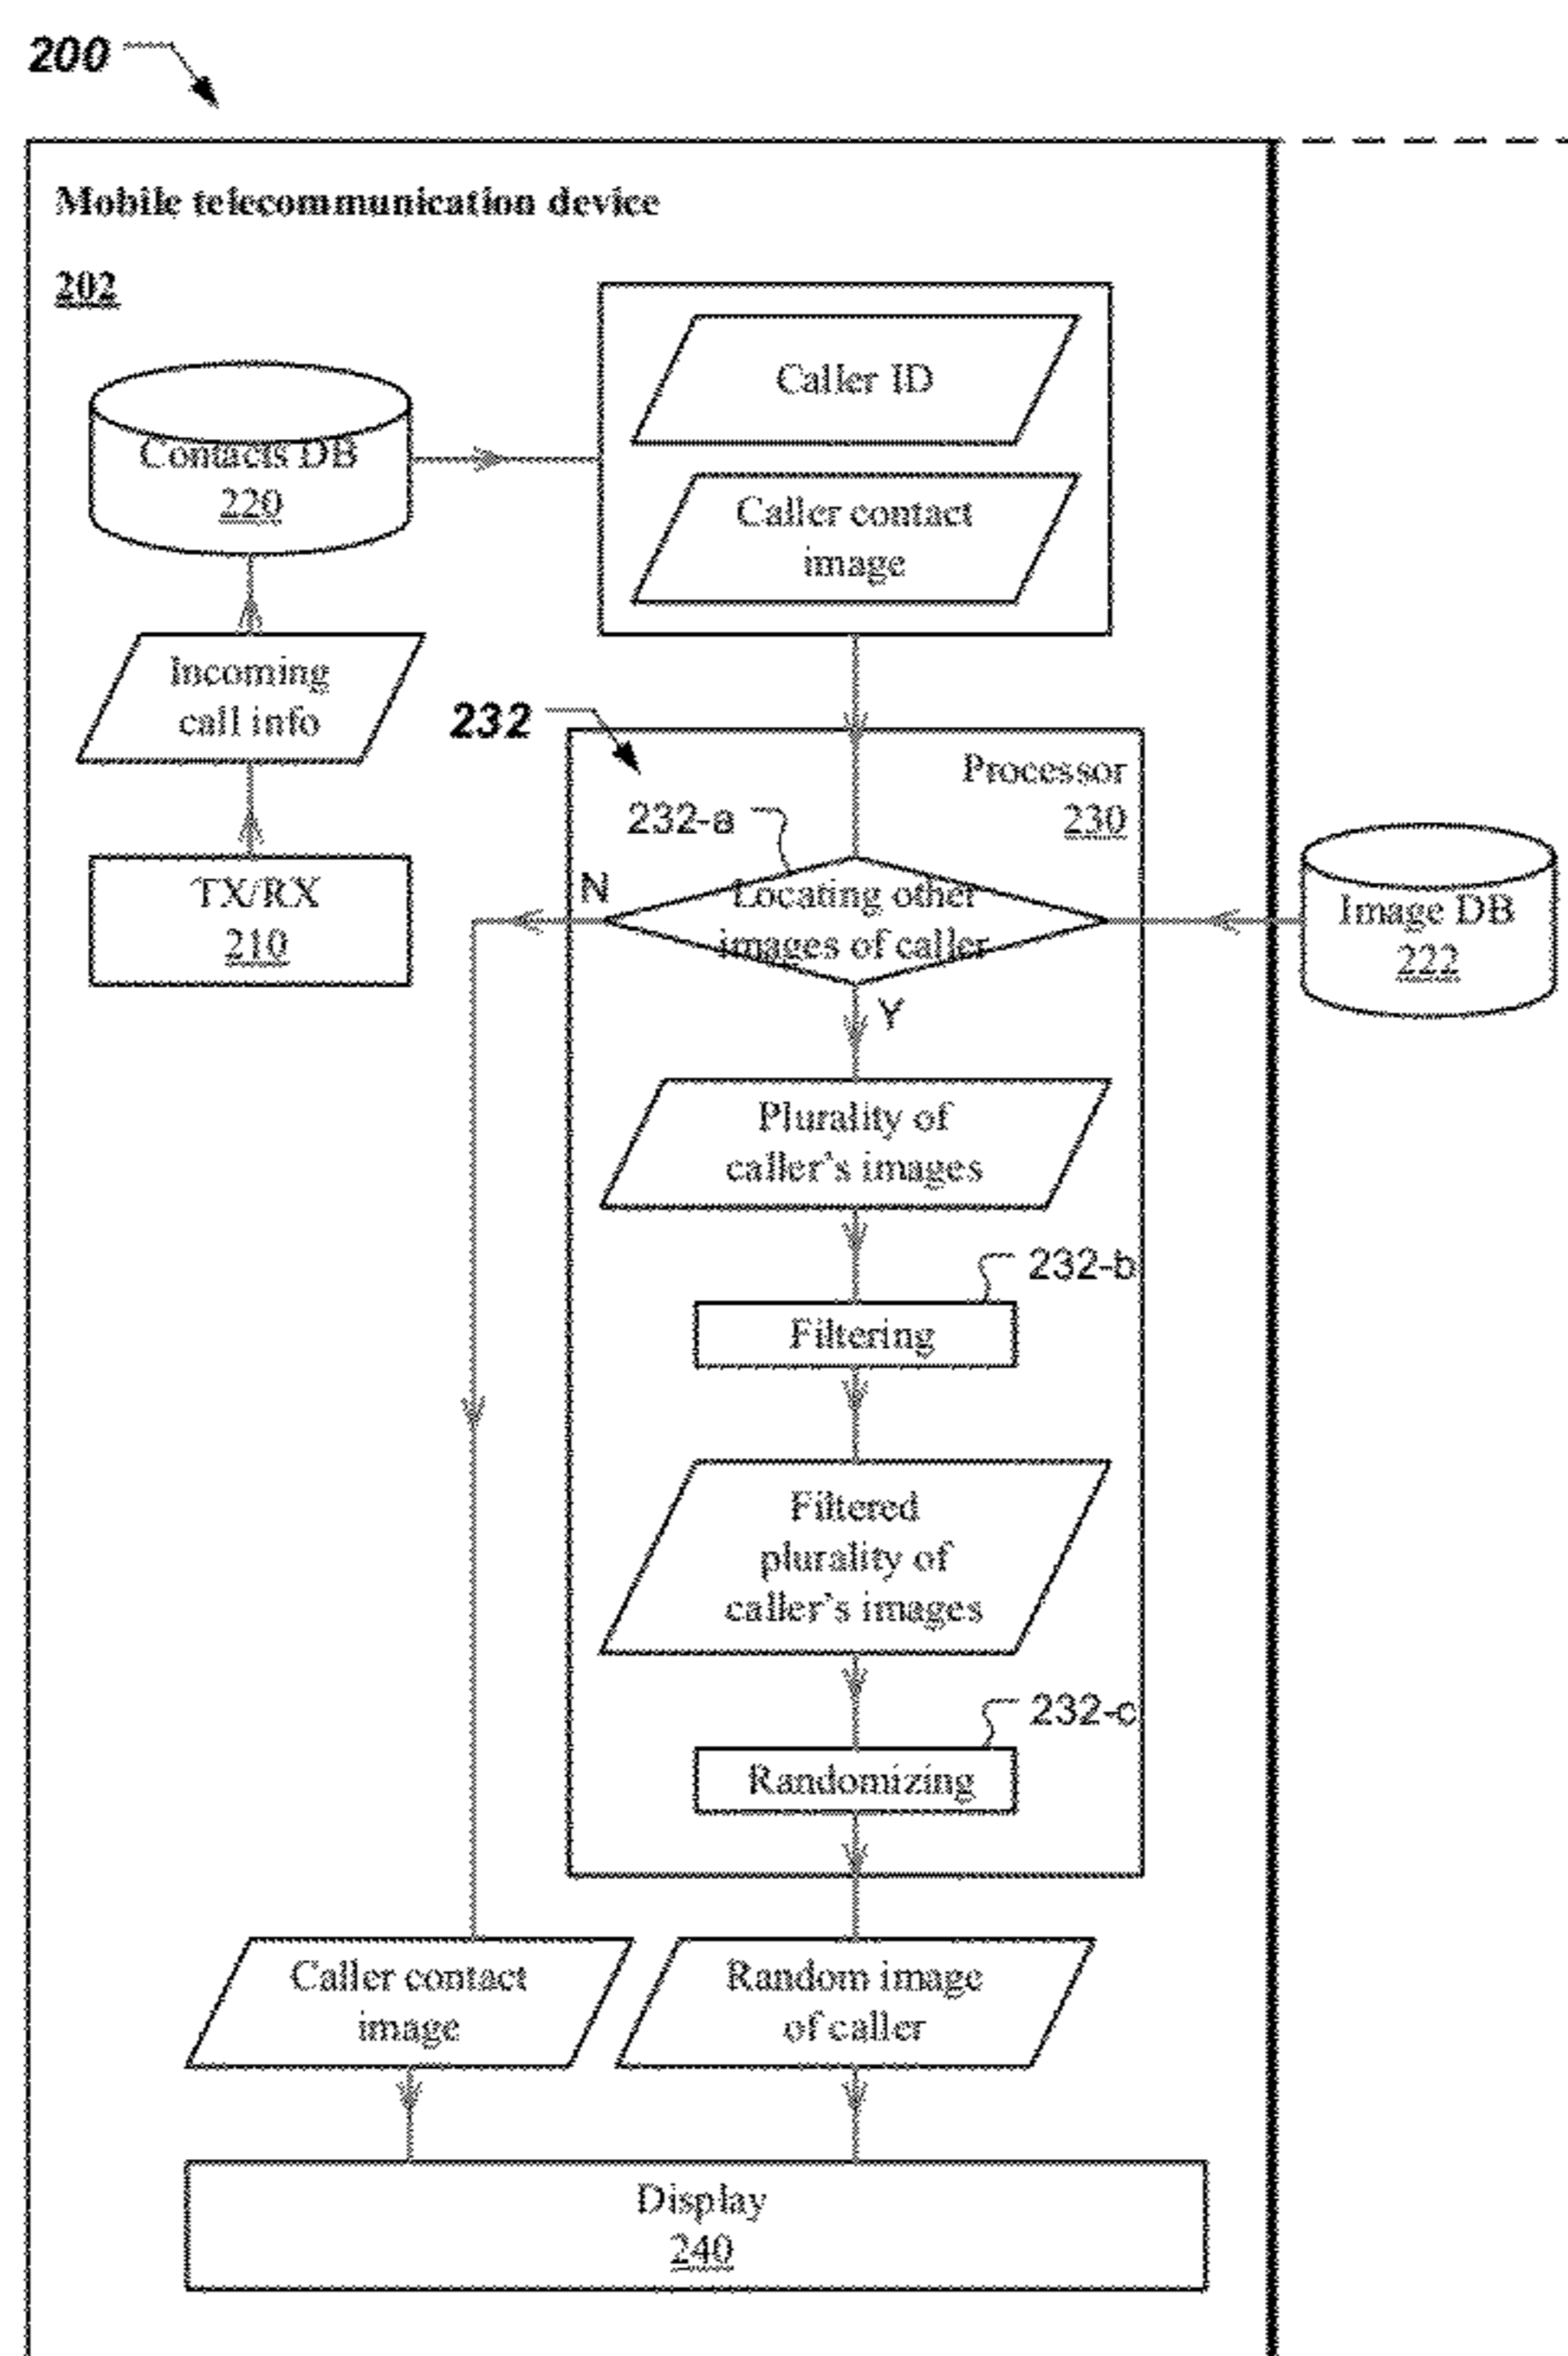 200
Mobile telecommunication device
202
Caller ID
Contacts DB
220
Caller contact
image
Incoming
call info
232
Processor
230
232-a
TX/RX
210
N
Locating other
images of caller
Image DB
222
Y
Plurality of
caller's images
232-b
Filtering
Filtered
plurality of
caller's images
232-c
Randomizing
Caller contact
image
Random image
of caller
Display
240